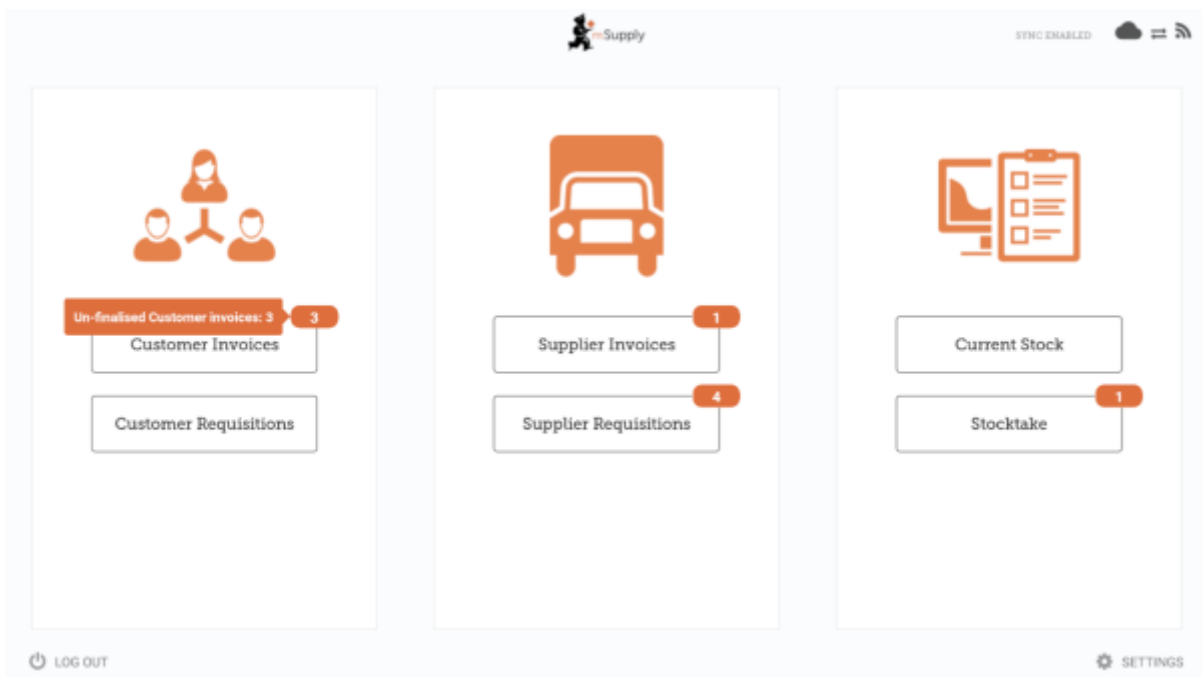 mSupply
SYNC ENABLED
Un-finalised Customer invoices: 3
3
Customer Invoices
Customer Requisitions
1
Supplier Invoices
4
Supplier Requisitions
Current Stock
1
Stocktake
LOG OUT
SETTINGS